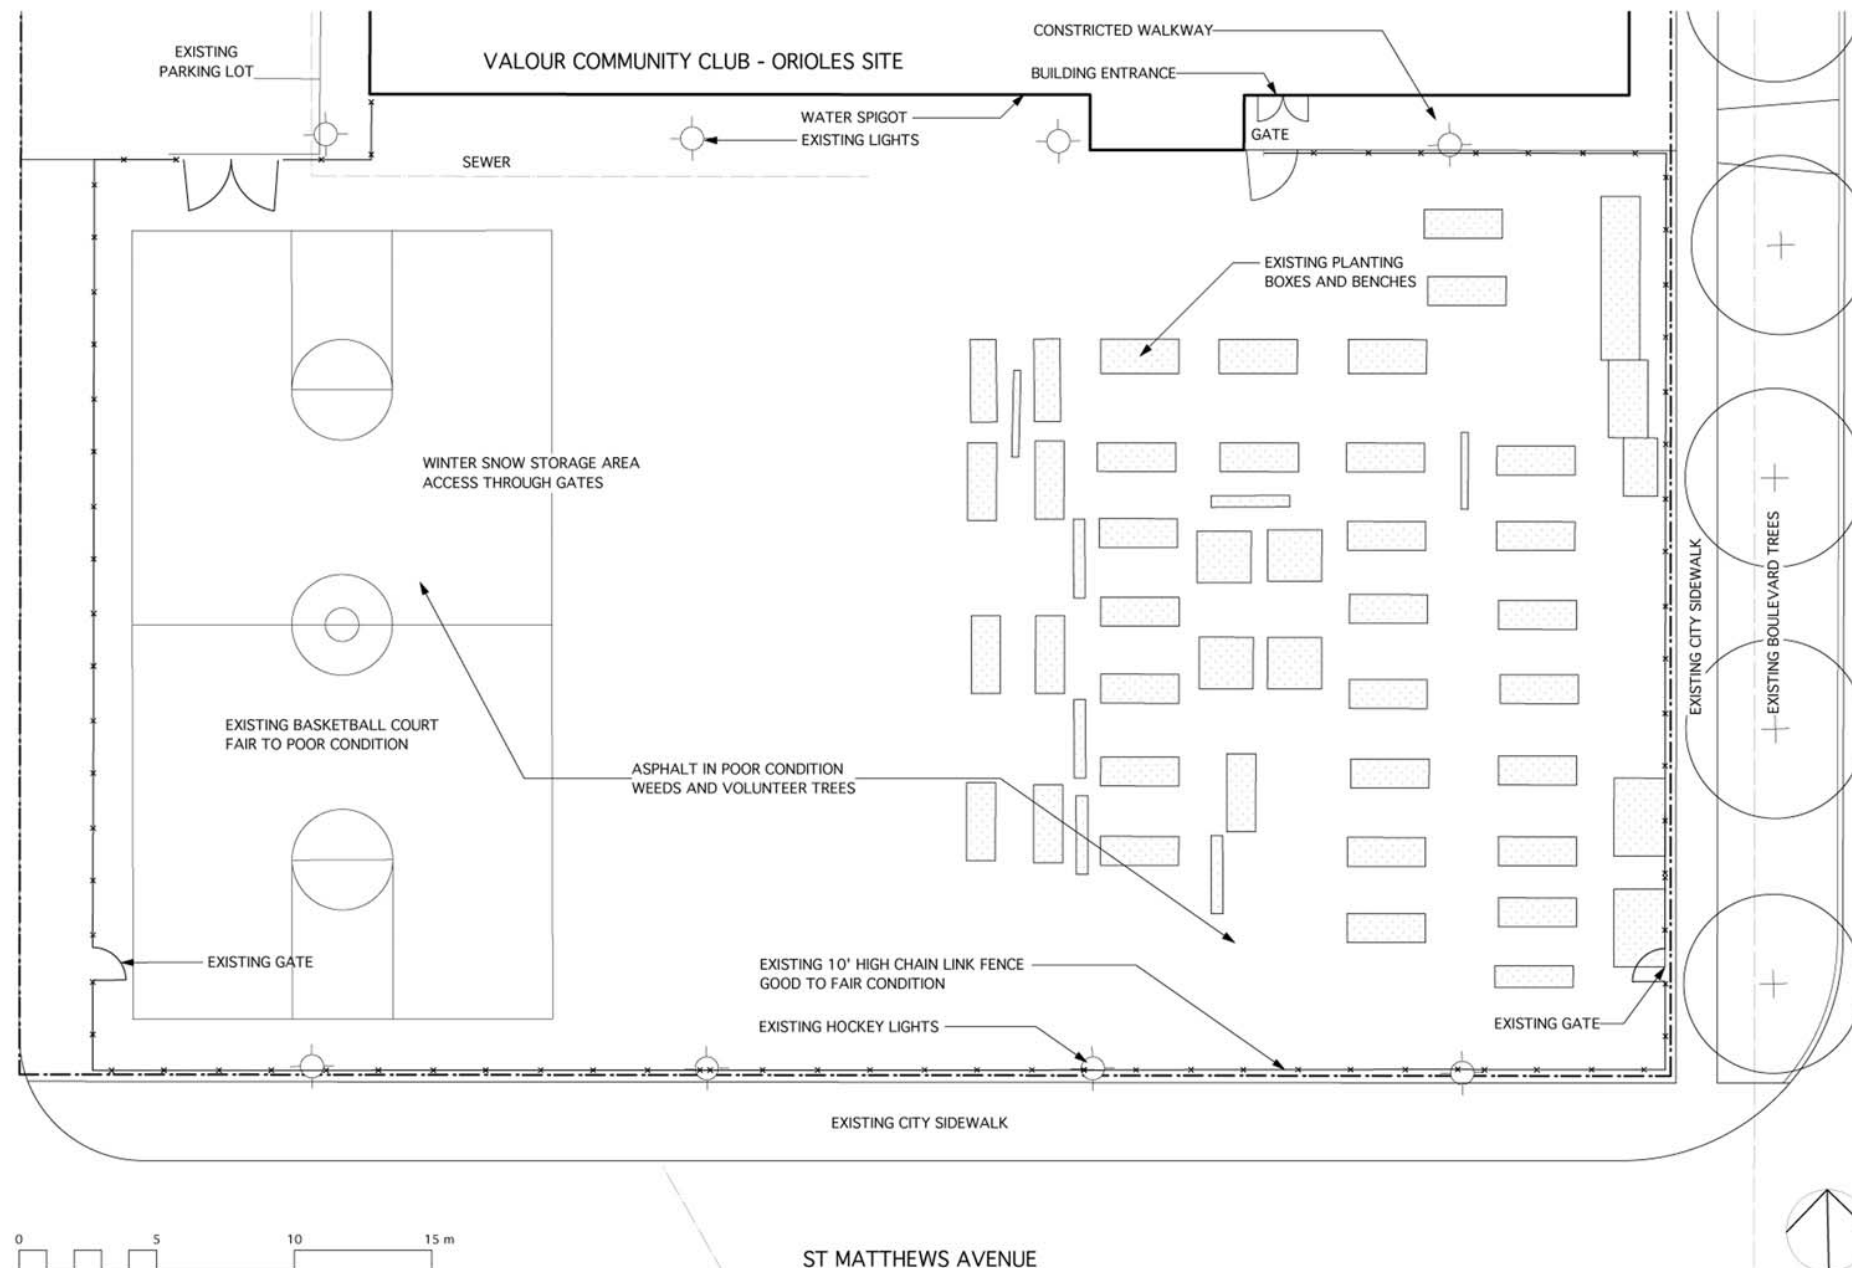 EXISTING
PARKING LOT
VALOUR COMMUNITY CLUB - ORIOLES SITE
CONSTRICTED WALKWAY
BUILDING ENTRANCE
WATER SPIGOT
EXISTING LIGHTS
GATE
SEWER
EXISTING PLANTING
BOXES AND BENCHES
WINTER SNOW STORAGE AREA
ACCESS THROUGH GATES
EXISTING CITY SIDEWALK
EXISTING BOULEVARD TREES
EXISTING BASKETBALL COURT
FAIR TO POOR CONDITION
ASPHALT IN POOR CONDITION
WEEDS AND VOLUNTEER TREES
EXISTING GATE
EXISTING 10' HIGH CHAIN LINK FENCE
GOOD TO FAIR CONDITION
EXISTING HOCKEY LIGHTS
EXISTING GATE
EXISTING CITY SIDEWALK
0 5 10 15 m
ST MATTHEWS AVENUE